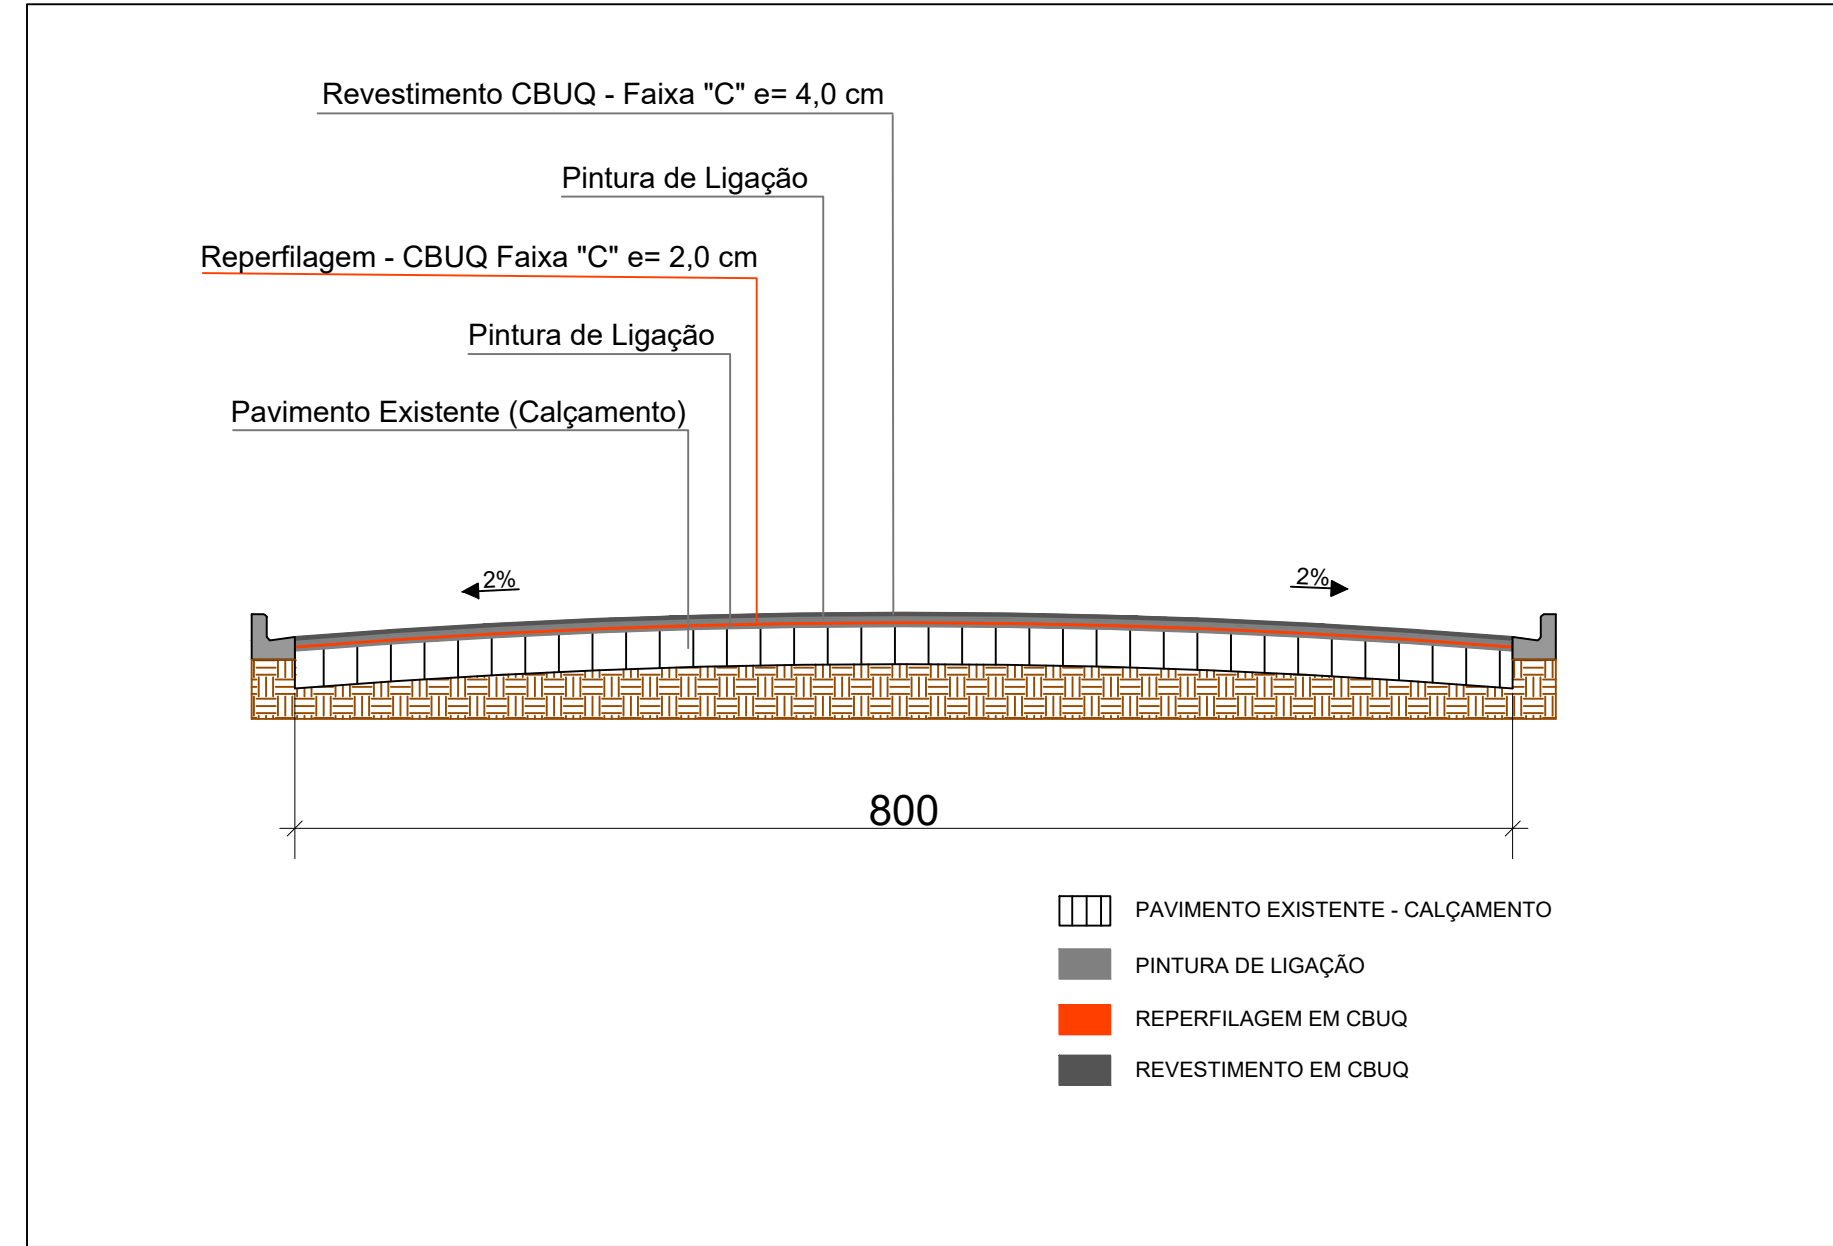 Revestimento CBUQ - Faixa "C" e= 4,0 cm
Pintura de Ligação
Reperfilagem - CBUQ Faixa "C" e= 2,0 cm
Pintura de Ligação
Pavimento Existente (Calçamento)
2%
2%
800
PAVIMENTO EXISTENTE - CALÇAMENTO
PINTURA DE LIGAÇÃO
REPERFILAGEM EM CBUQ
REVESTIMENTO EM CBUQ